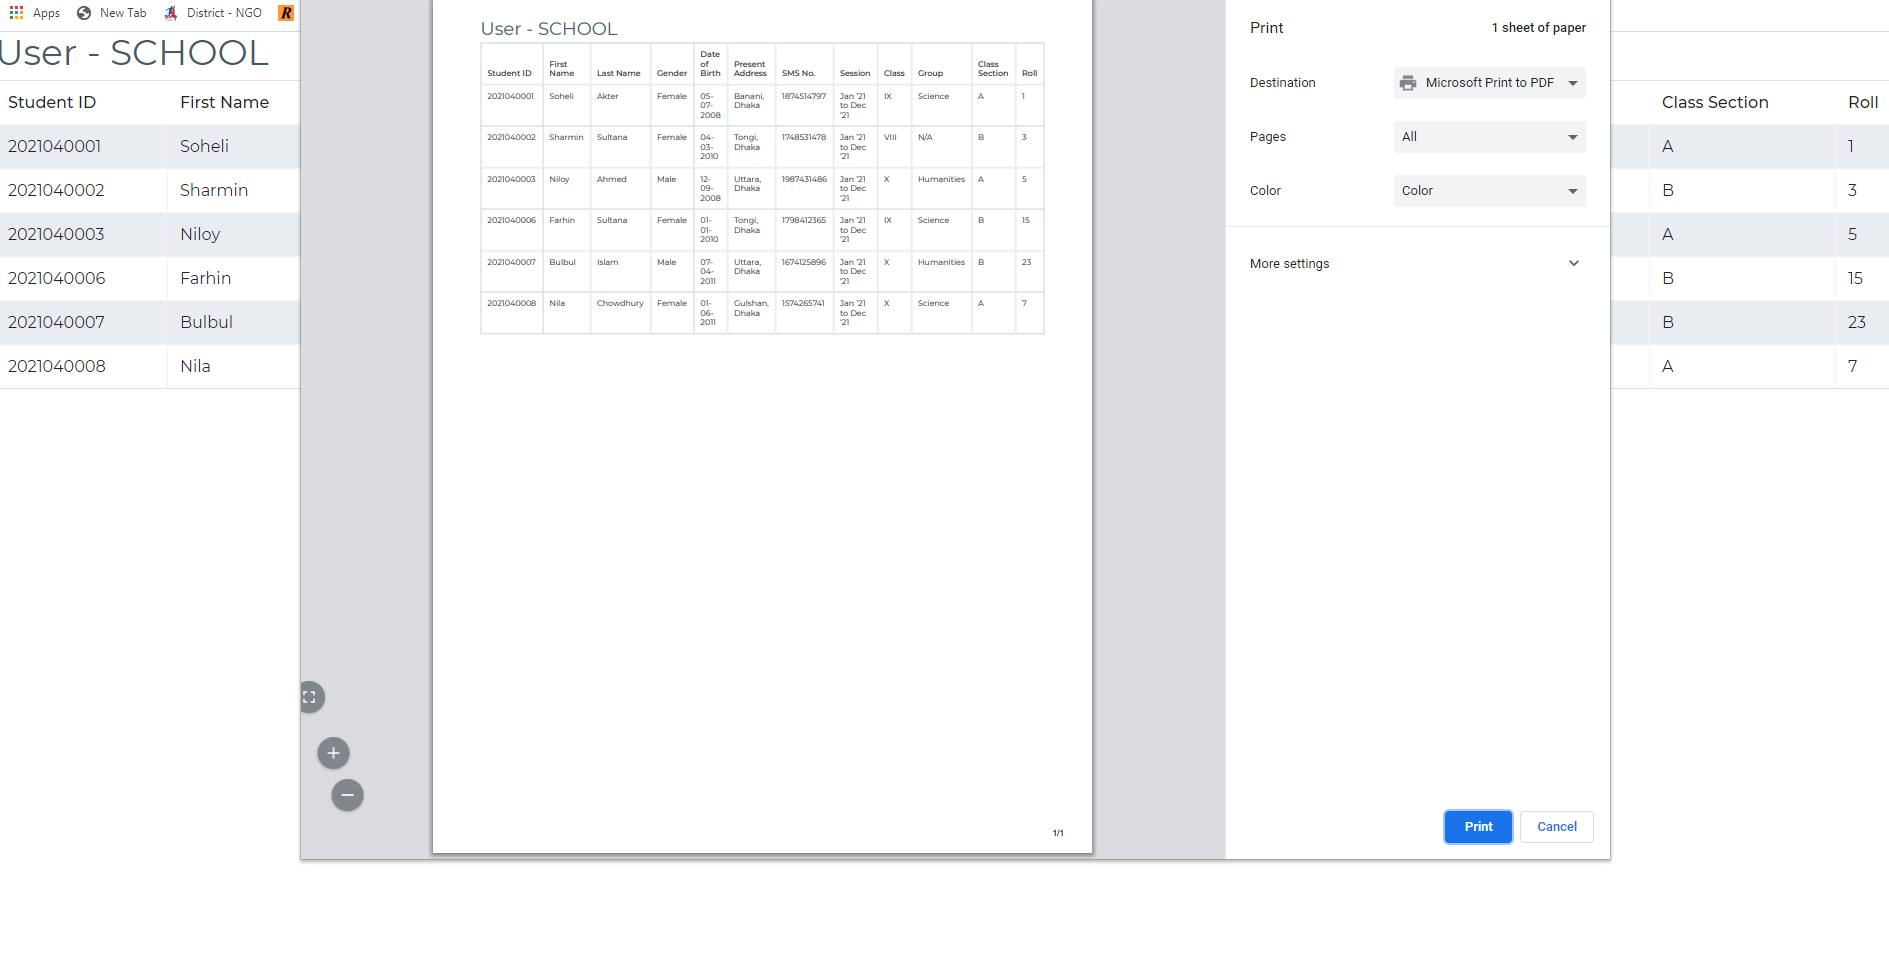 Apps New Tab District - NGO R
User - SCHOOL
Student ID First Name
2021040001 Soheli
2021040002 Sharmin
2021040003 Niloy
2021040006 Farhin
2021040007 Bulbul
2021040008 Nila
User - SCHOOL
Student ID First Name Last Name Gender Date of Birth Present Address SMS No. Session Class Group Class Section Roll
2021040001 Soheli Akter Female 05-07-2008 Banani, Dhaka 1874514797 Jan '21 to Dec '21 IX Science A 1
2021040002 Sharmin Sultana Female 04-03-2010 Tongi, Dhaka 1748531478 Jan '21 to Dec '21 VIII N/A B 3
2021040003 Niloy Ahmed Male 12-09-2008 Uttara, Dhaka 1987431486 Jan '21 to Dec '21 X Humanities A 5
2021040006 Farhin Sultana Female 01-01-2010 Tongi, Dhaka 1798412365 Jan '21 to Dec '21 IX Science B 15
2021040007 Bulbul Islam Male 07-04-2011 Uttara, Dhaka 1674125896 Jan '21 to Dec '21 X Humanities B 23
2021040008 Nila Chowdhury Female 01-06-2011 Gulshan, Dhaka 1574265741 Jan '21 to Dec '21 X Science A 7
1/1
Print 1 sheet of paper
Destination Microsoft Print to PDF
Pages All
Color Color
More settings
Print Cancel
Class Section Roll
A 1
B 3
A 5
B 15
B 23
A 7